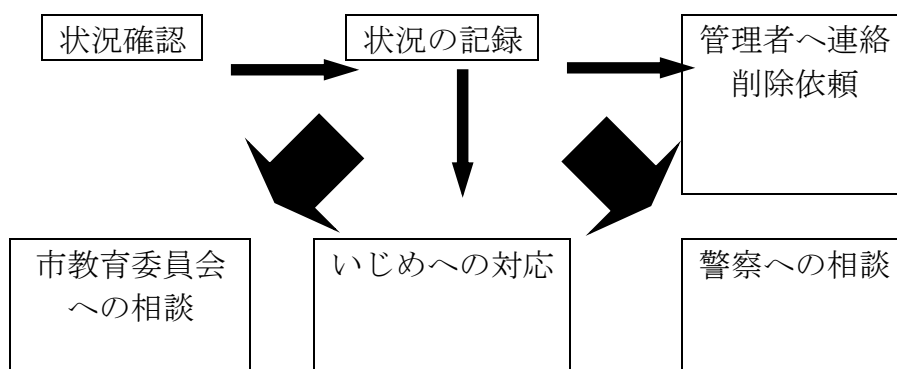 状況確認
状況の記録
管理者へ連絡
削除依頼
市教育委員会
への相談
いじめへの対応
警察への相談